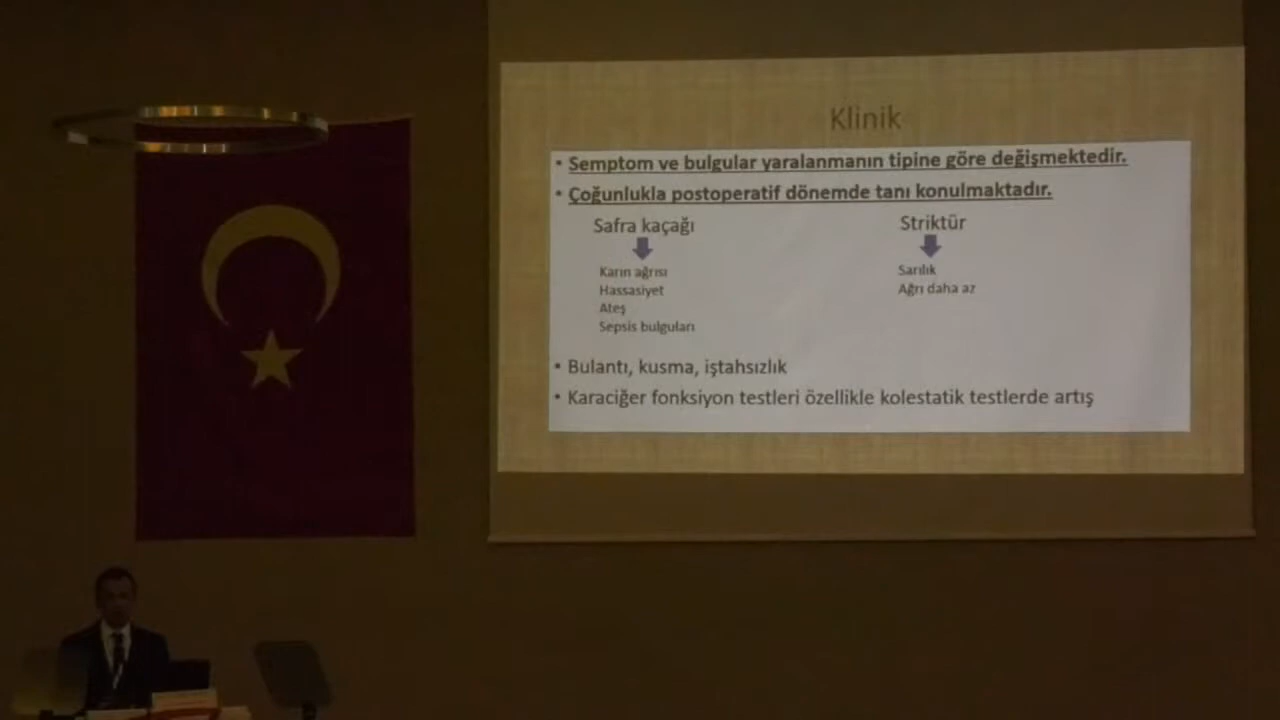 Klinik
• Semptom ve bulgular yaralanmanın tipine göre değişmektedir.
• Çoğunlukla postoperatif dönemde tanı konulmaktadır.
Safra kaçağı
Karın ağrısı
Hassasiyet
Ateş
Sepsis bulguları
Striktür
Sarılık
Ağrı daha az
• Bulantı, kusma, iştahsızlık
• Karaciğer fonksiyon testleri özellikle kolestatik testlerde artış